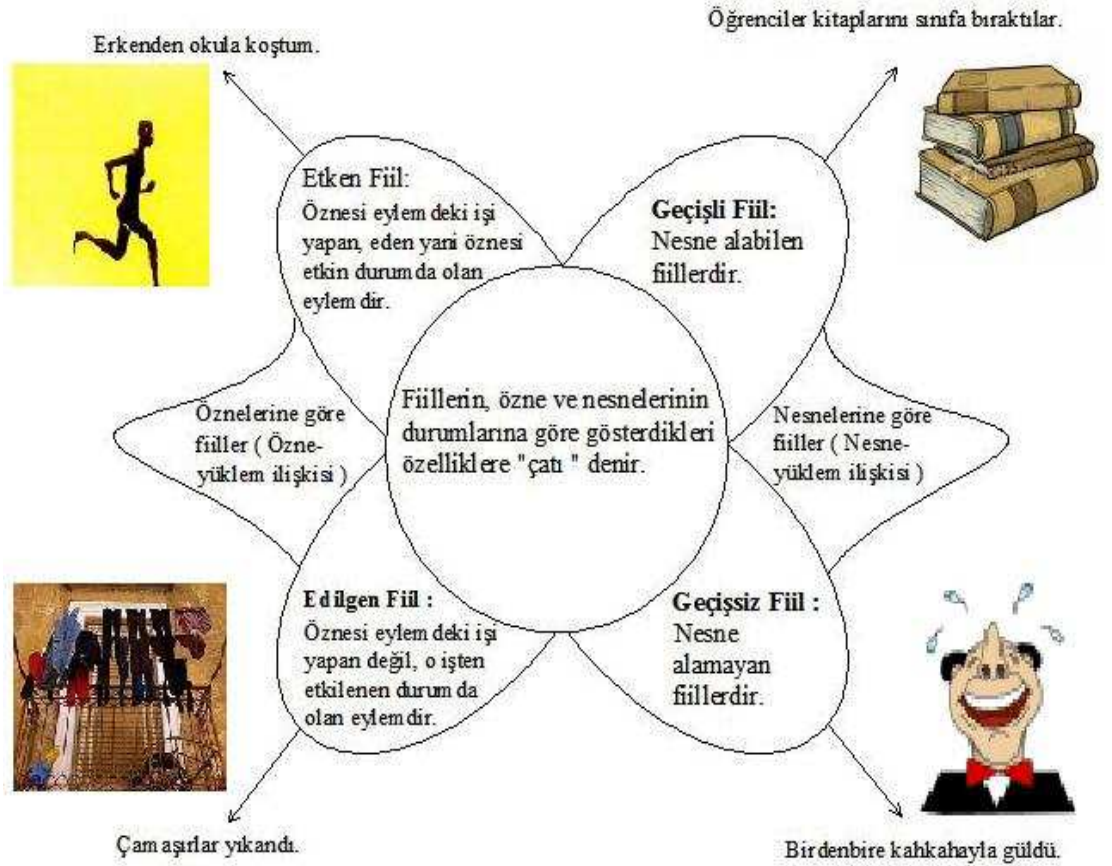 Erkenden okula koştum.
Öğrenciler kitaplarını sınıfa bıraktılar.
Etken Fiil:
Öznesi eylemdeki işi
yapan, eden yani öznesi
etkin durumda olan
eylemdir.
Geçişli Fiil:
Nesne alabilen
fiillerdir.
Öznelerine göre
fiiller ( Özne-
yüklem ilişkisi )
Fiillerin, özne ve nesnelerinin
durumlarına göre gösterdikleri
özelliklere "çatı " denir.
Nesnelerine göre
fiiller ( Nesne-
yüklem ilişkisi )
Edilgen Fiil :
Öznesi eylemdeki işi
yapan değil, o işten
etkilenen durumda
olan eylemdir.
Geçişsiz Fiil :
Nesne
alamayan
fiillerdir.
Çamaşırlar yıkandı.
Birdenbire kahkahayla güldü.